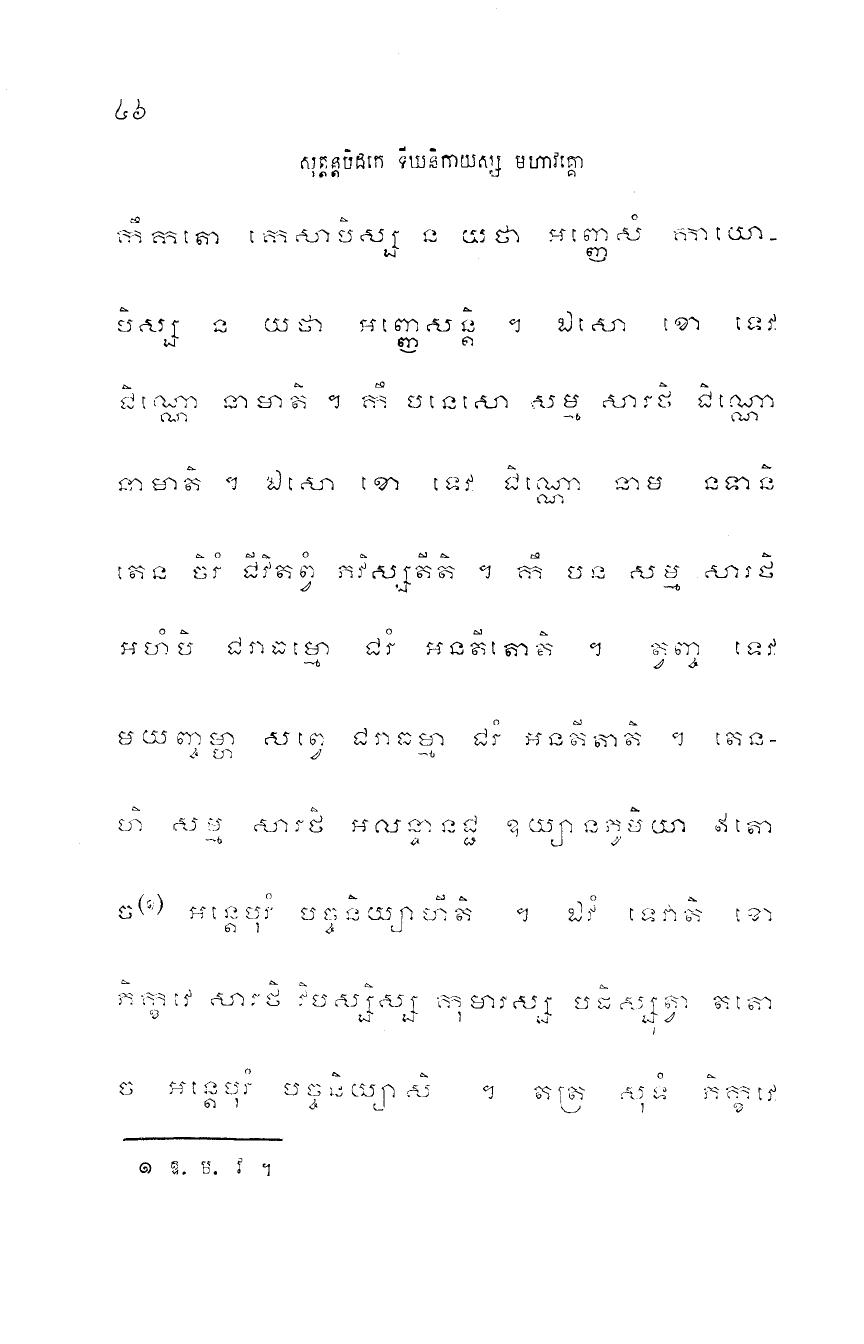 ៤៦
សុត្តន្តបិដកេ ទីឃនិកាយស្ស មហាវគ្គោ
កឹកតោ កេសាបិស្ស ន យថា អញ្ញេសំ កាយោ-
បិស្ស ន យថា អញ្ញេសន្តិ ។ ឯសោ ខោ ទេវ
ជិណ្ណោ នាមាតិ ។ កឹ បនេសោ សម្ម សារថិ ជិណ្ណោ
នាមាតិ ។ ឯសោ ខោ ទេវ ជិណ្ណោ នាម នទានិ
តេន ចិរំ ជីវិតព្វំ ភវិស្សតីតិ ។ កឹ បន សម្ម សារថិ
អហំបិ ជរាធម្មោ ជរំ អនតីតោតិ ។ ត្វញ្ច ទេវ
មយញ្ចម្ហា សព្វេ ជរាធម្មា ជរំ អនតីតាតិ ។ តេន-
ហិ សម្ម សារថិ អលន្ទានជ្ជ ឧយ្យានភូមិយា ឥតោ
ច(១) អន្តេបុរំ បច្ចនិយ្យាហីតិ ។ ឯវំ ទេវាតិ ខោ
ភិក្ខវេ សារថិ វិបស្សិស្ស កុមារស្ស បដិស្សុត្វា តតោ
ច អន្តេបុរំ បច្ចនិយ្យាសិ ។ តត្រ សុទំ ភិក្ខវេ
១ ឱ. ម. វ ។